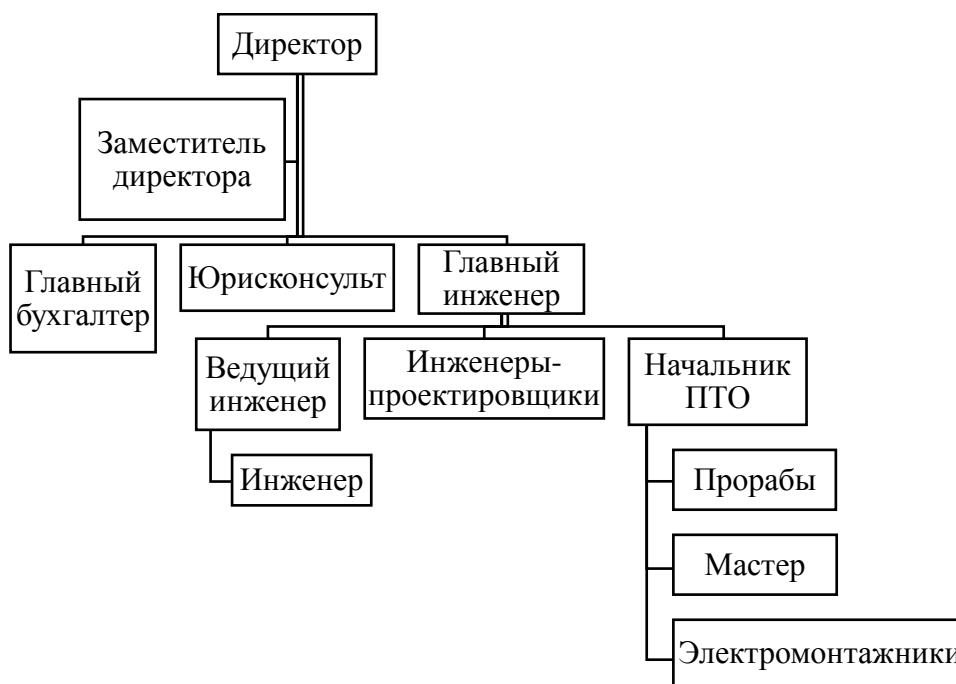 Директор
Заместитель
директора
Главный
бухгалтер
Юрисконсульт
Главный
инженер
Ведущий
инженер
Инженеры-
проектировщики
Начальник
ПТО
Инженер
Прорабы
Мастер
Электромонтажники